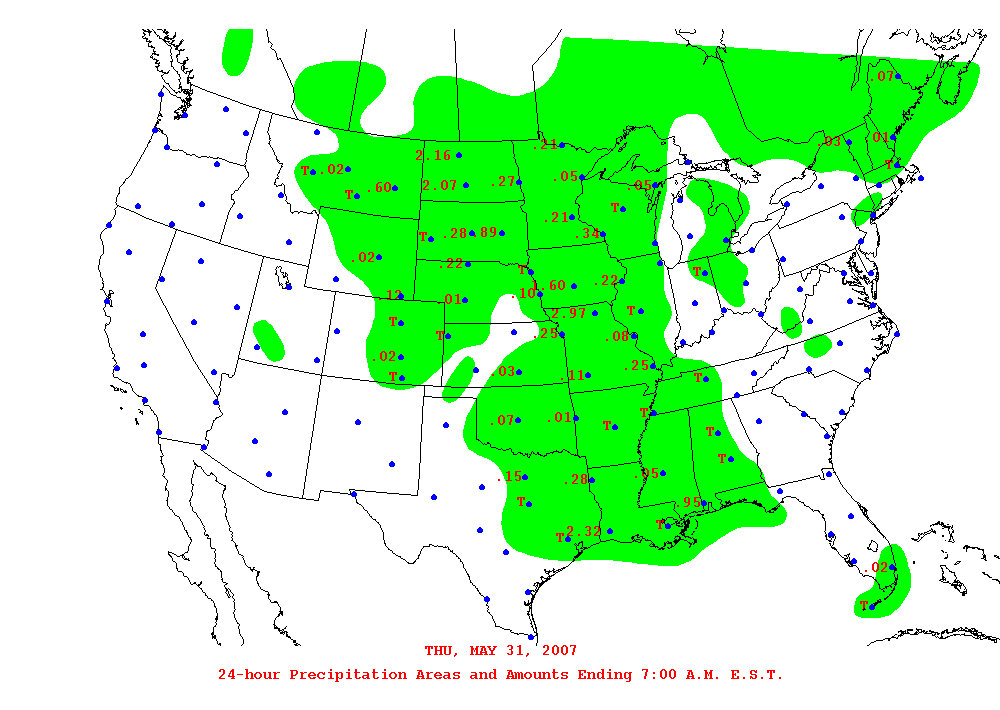 .07
.21 .03 .01
2.16 T
T .02
.60 2.07 .27 .05 .05
T
.21 T
T .28 .89 .34
.02 .22 T T
.12 .01 .10 1.60 .22
2.97 T
T T .25 .08
.02 .03 .11 .25
T T
.07 .01 T T
T
T
.15 .28 .05
T .95
T 2.32 T
.02
T
THU, MAY 31, 2007
24-hour Precipitation Areas and Amounts Ending 7:00 A.M. E.S.T.